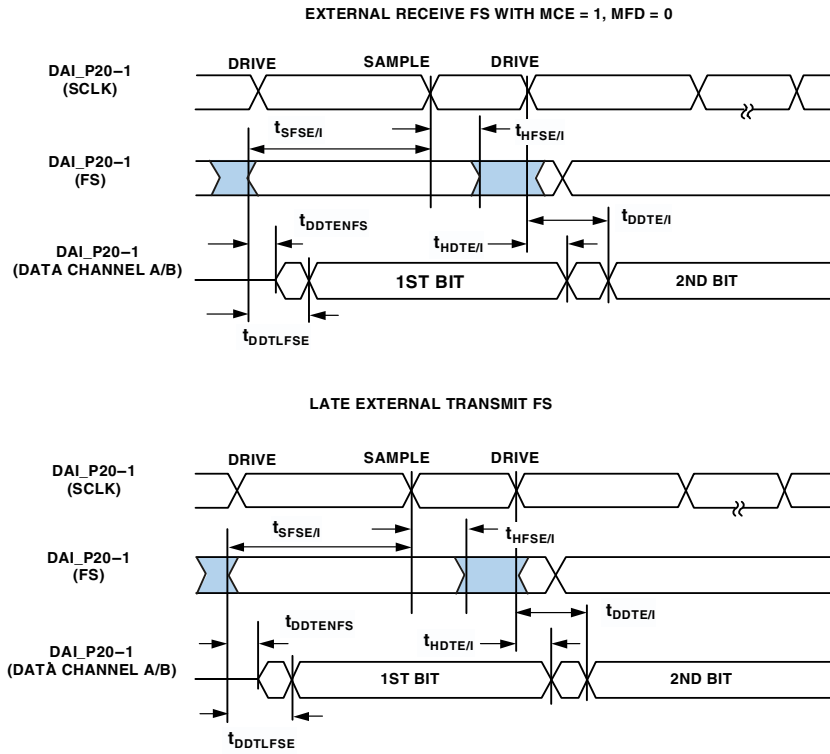 EXTERNAL RECEIVE FS WITH MCE = 1, MFD = 0
DAI_P20–1
(SCLK)
DRIVE
SAMPLE
DRIVE
tSFSE/I
tHFSE/I
DAI_P20–1
(FS)
tDDTENFS
tHDTE/I
tDDTE/I
DAI_P20–1
(DATA CHANNEL A/B)
1ST BIT
2ND BIT
tDDTLFSE
LATE EXTERNAL TRANSMIT FS
DAI_P20–1
(SCLK)
DRIVE
SAMPLE
DRIVE
tSFSE/I
tHFSE/I
DAI_P20–1
(FS)
tDDTENFS
tHDTE/I
tDDTE/I
DAI_P20–1
(DATA CHANNEL A/B)
1ST BIT
2ND BIT
tDDTLFSE